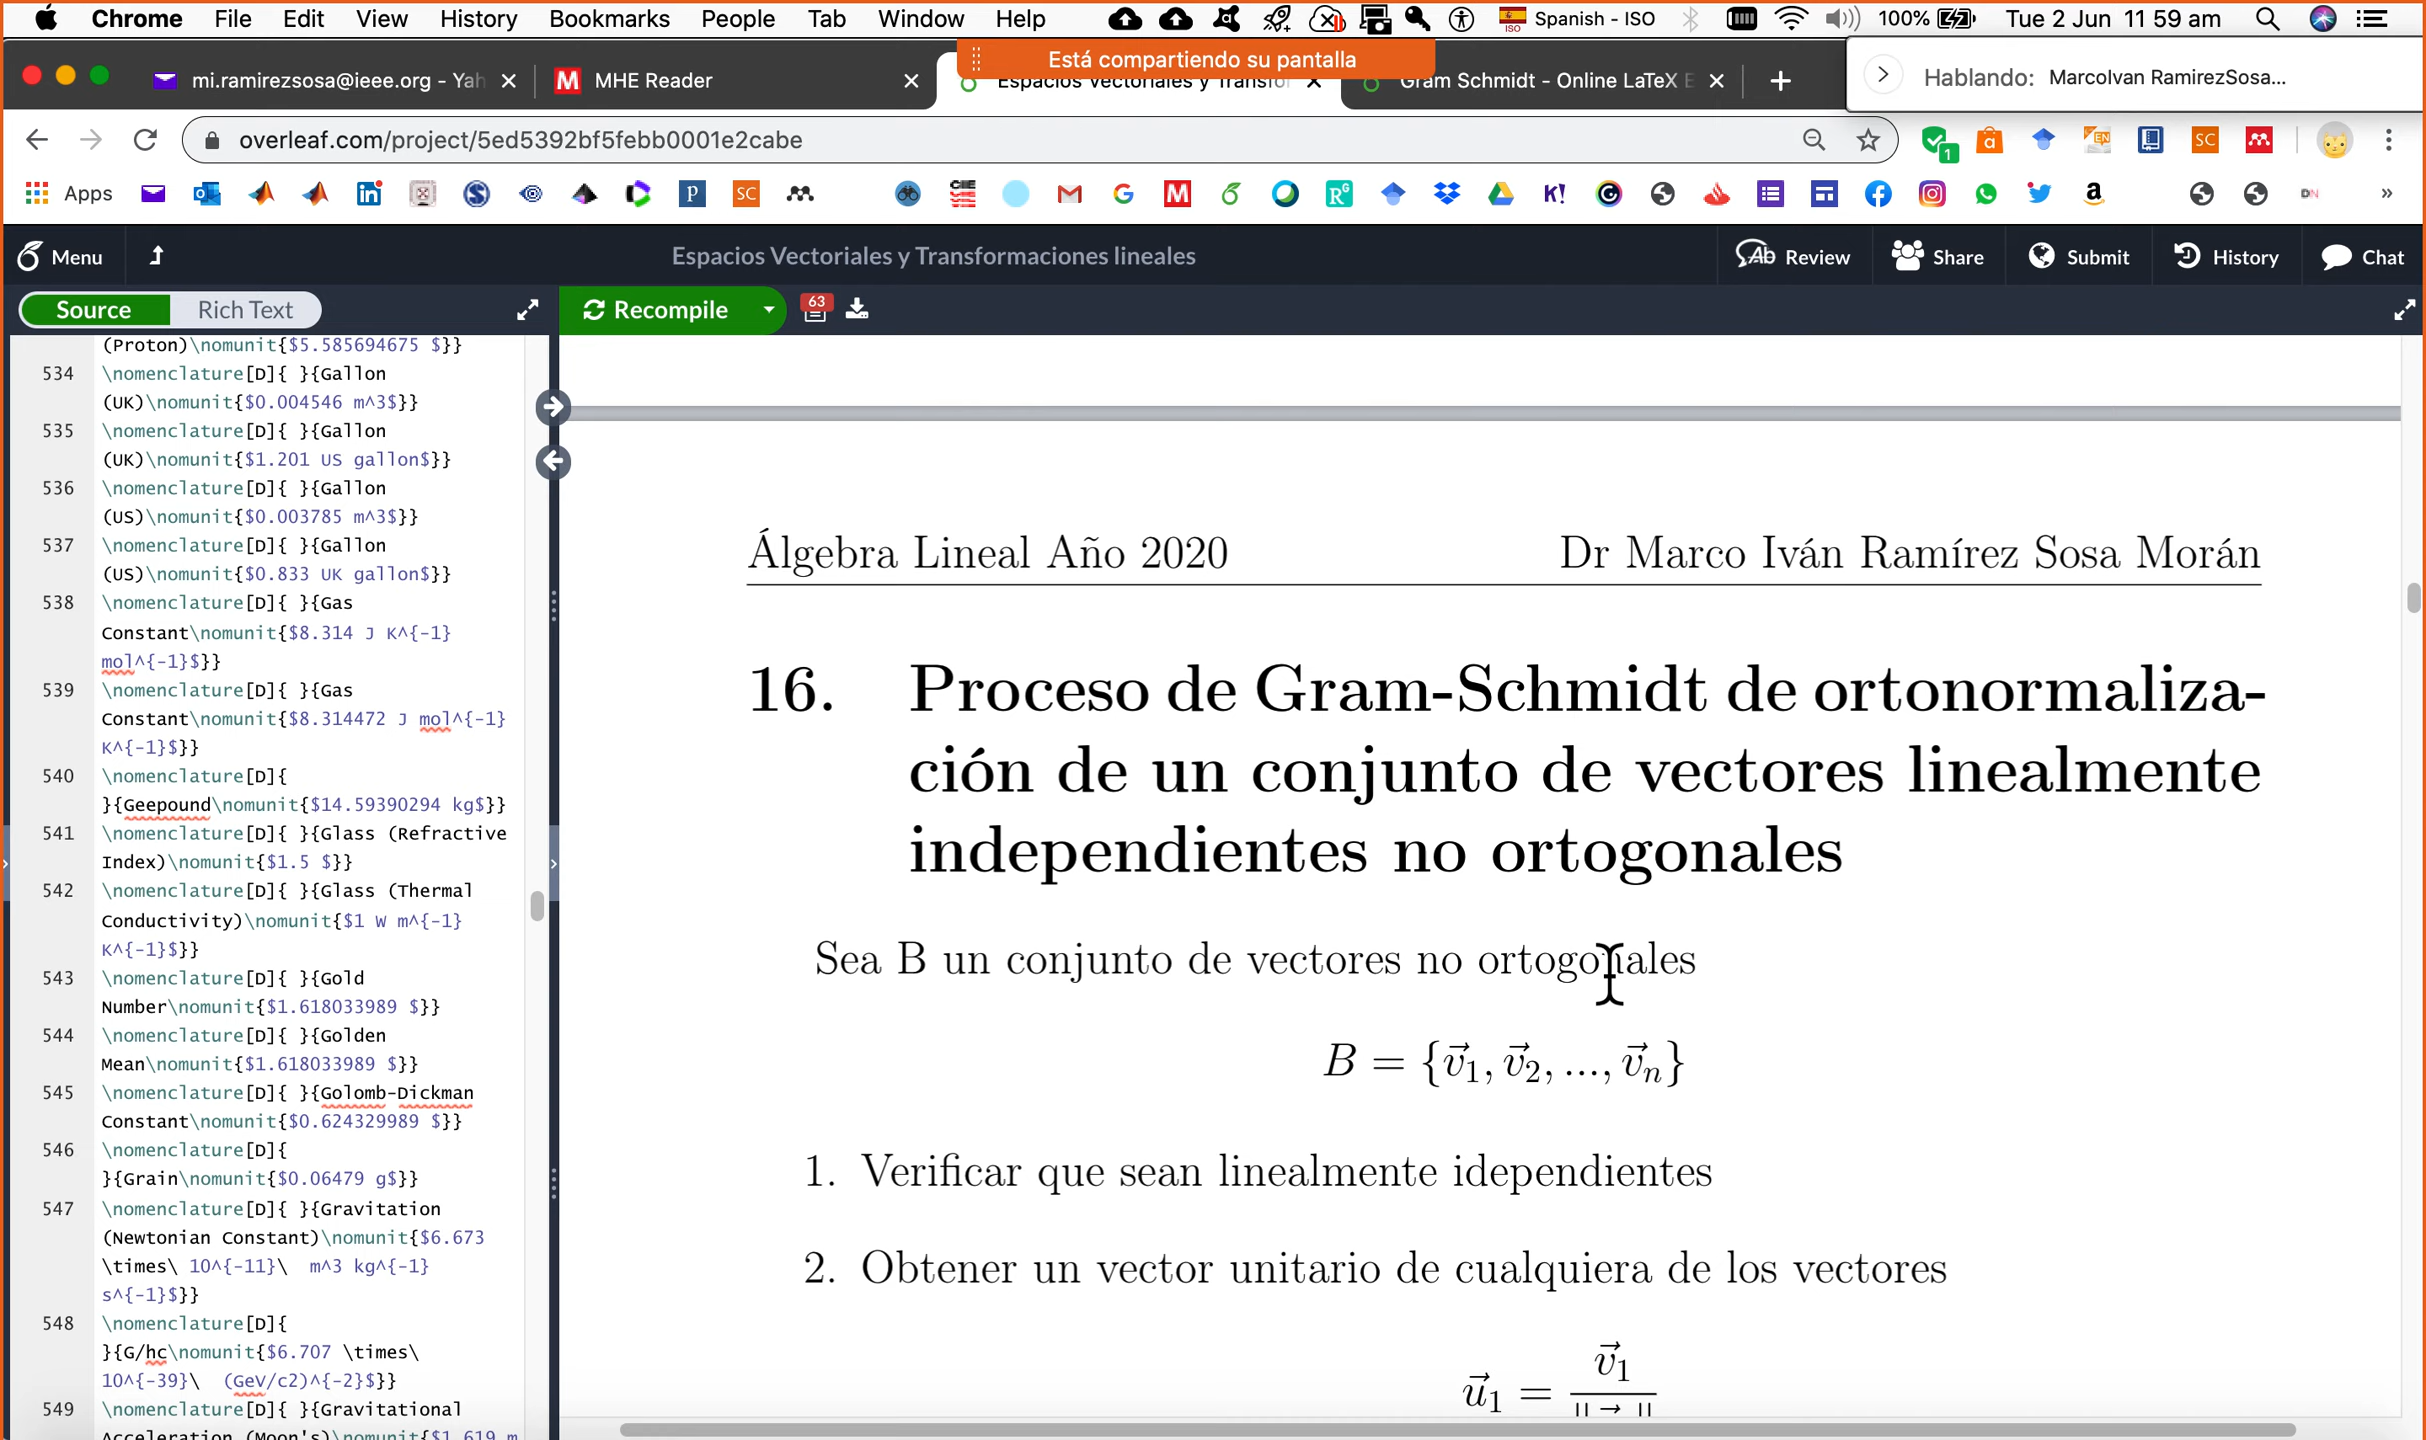 Chrome File Edit View History Bookmarks People Tab Window Help Spanish - ISO 100% Tue 2 Jun 11 59 am
Está compartiendo su pantalla
mi.ramirezsosa@ieee.org - Yah MHE Reader Espacios Vectoriales y Transfor Gram Schmidt - Online LaTeX E
Hablando: MarcoIvan RamirezSosa...
overleaf.com/project/5ed5392bf5febb0001e2cabe
Apps
Menu Espacios Vectoriales y Transformaciones lineales Review Share Submit History Chat
Source Rich Text Recompile 63
(Proton)\nomunit{$5.585694675 $}}
534 \nomenclature[D]{ }{Gallon
(UK)\nomunit{$0.004546 m^3$}}
535 \nomenclature[D]{ }{Gallon
(UK)\nomunit{$1.201 US gallon$}}
536 \nomenclature[D]{ }{Gallon
(US)\nomunit{$0.003785 m^3$}}
537 \nomenclature[D]{ }{Gallon
(US)\nomunit{$0.833 UK gallon$}}
538 \nomenclature[D]{ }{Gas
Constant\nomunit{$8.314 J K^{-1}
mol^{-1}$}}
539 \nomenclature[D]{ }{Gas
Constant\nomunit{$8.314472 J mol^{-1}
K^{-1}$}}
540 \nomenclature[D]{
}{Geepound\nomunit{$14.59390294 kg$}}
541 \nomenclature[D]{ }{Glass (Refractive
Index)\nomunit{$1.5 $}}
542 \nomenclature[D]{ }{Glass (Thermal
Conductivity)\nomunit{$1 W m^{-1}
K^{-1}$}}
543 \nomenclature[D]{ }{Gold
Number\nomunit{$1.618033989 $}}
544 \nomenclature[D]{ }{Golden
Mean\nomunit{$1.618033989 $}}
545 \nomenclature[D]{ }{Golomb-Dickman
Constant\nomunit{$0.624329989 $}}
546 \nomenclature[D]{
}{Grain\nomunit{$0.06479 g$}}
547 \nomenclature[D]{ }{Gravitation
(Newtonian Constant)\nomunit{$6.673
\times\ 10^{-11}\ m^3 kg^{-1}
s^{-1}$}}
548 \nomenclature[D]{
}{G/hc\nomunit{$6.707 \times\
10^{-39}\ (GeV/c2)^{-2}$}}
549 \nomenclature[D]{ }{Gravitational
Acceleration (Moon's)\nomunit{$1.619 m
Álgebra Lineal Año 2020 Dr Marco Iván Ramírez Sosa Morán
16. Proceso de Gram-Schmidt de ortonormaliza-
ción de un conjunto de vectores linealmente
independientes no ortogonales
Sea B un conjunto de vectores no ortogonales
B = {v⃗₁, v⃗₂, ..., v⃗ₙ}
1. Verificar que sean linealmente idependientes
2. Obtener un vector unitario de cualquiera de los vectores
u⃗₁ = v⃗₁